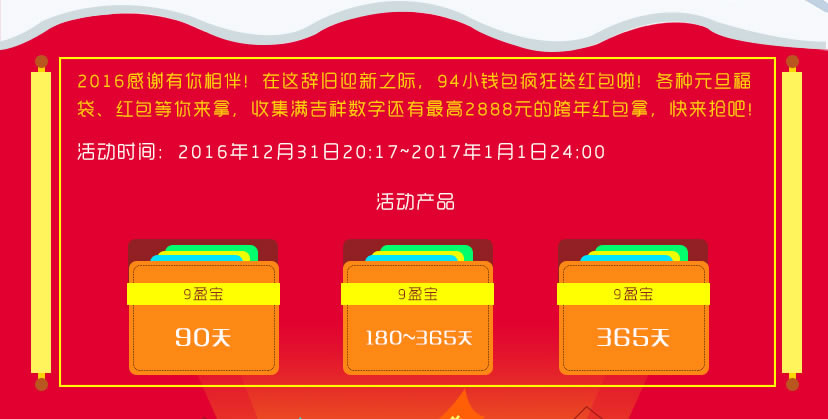 2016感谢有你相伴！在这辞旧迎新之际，94小钱包疯狂送红包啦！各种元旦福
袋、红包等你来拿，收集满吉祥数字还有最高2888元的跨年红包拿，快来抢吧！
活动时间：2016年12月31日20:17~2017年1月1日24:00
活动产品
9盈宝
9盈宝
9盈宝
90天
180~365天
365天